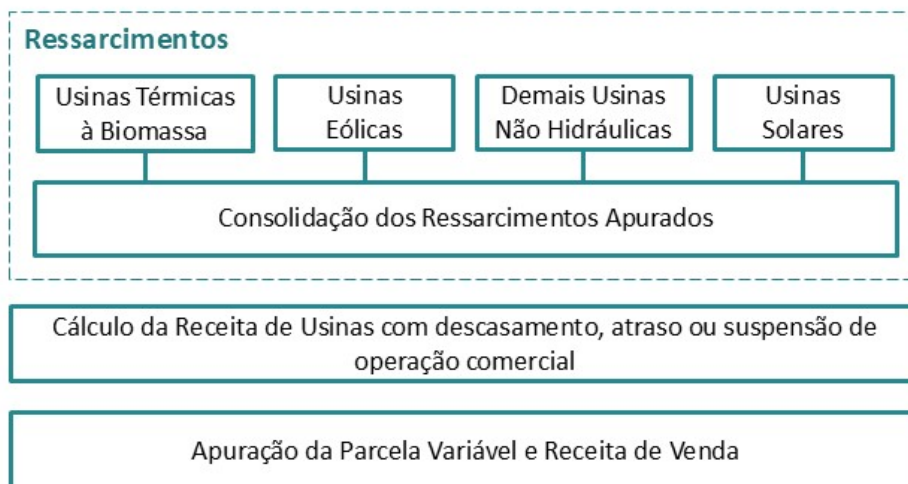 Ressarcimentos
Usinas Térmicas
à Biomassa
Usinas
Eólicas
Demais Usinas
Não Hidráulicas
Usinas
Solares
Consolidação dos Ressarcimentos Apurados
Cálculo da Receita de Usinas com descasamento, atraso ou suspensão de
operação comercial
Apuração da Parcela Variável e Receita de Venda